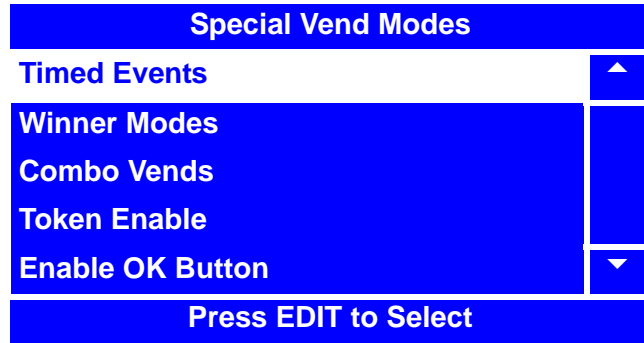 Special Vend Modes
Timed Events
Winner Modes
Combo Vends
Token Enable
Enable OK Button
Press EDIT to Select